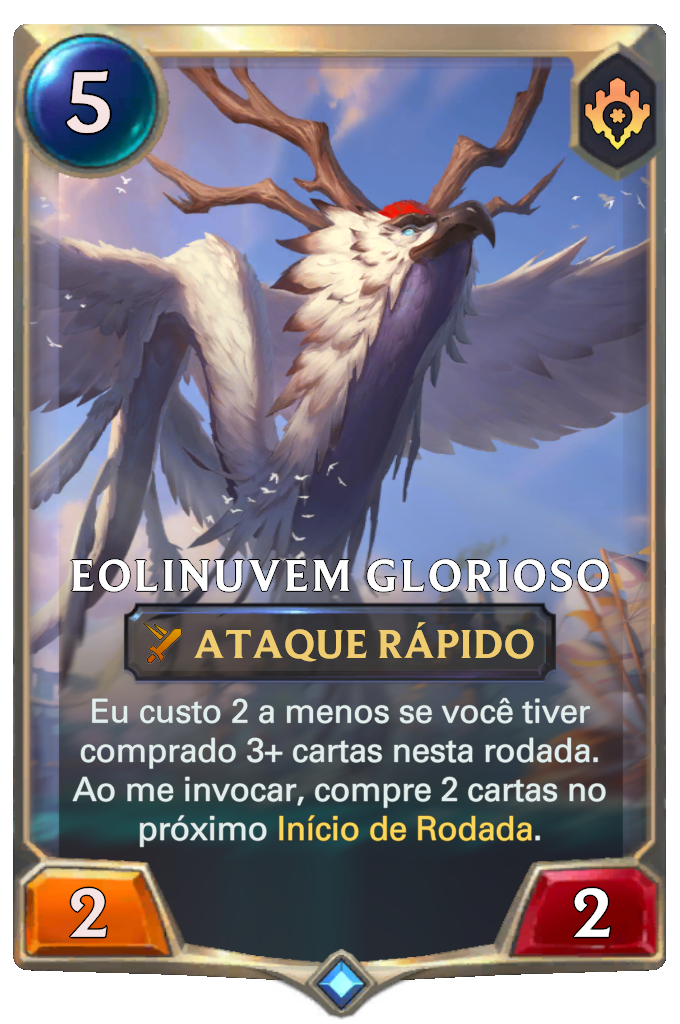 5
EOLINUVEM GLORIOSO
ATAQUE RÁPIDO
Eu custo 2 a menos se você tiver
comprado 3+ cartas nesta rodada.
Ao me invocar, compre 2 cartas no
próximo Início de Rodada.
2
2